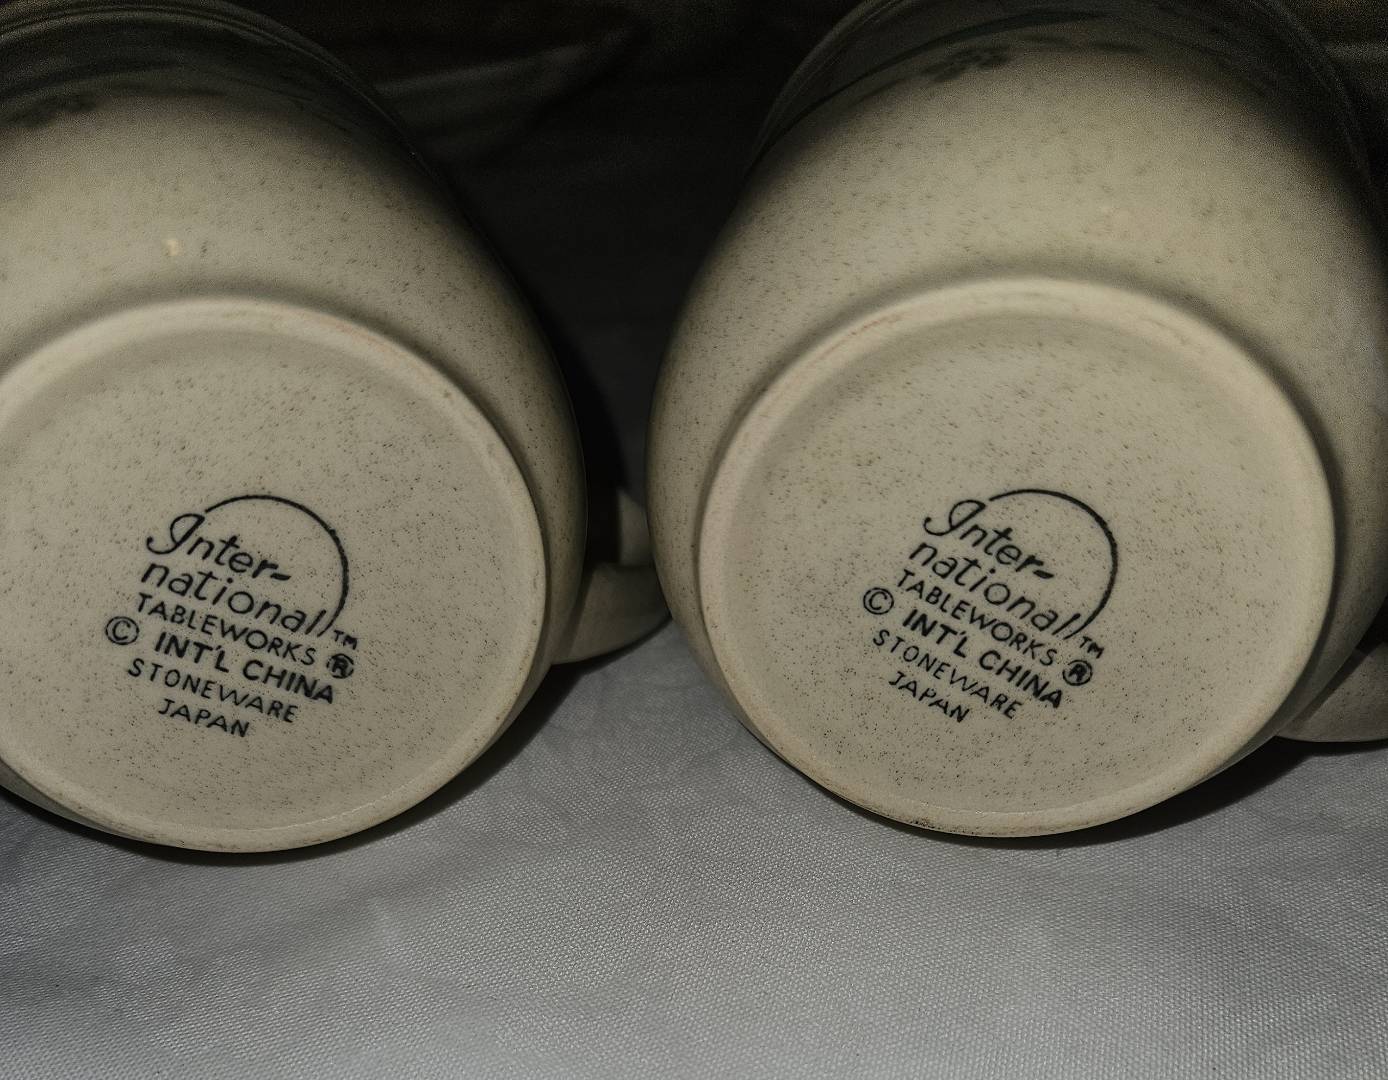 Inter-
national™
TABLEWORKS ®
© INT'L CHINA
STONEWARE
JAPAN
Inter-
national™
TABLEWORKS ®
© INT'L CHINA
STONEWARE
JAPAN